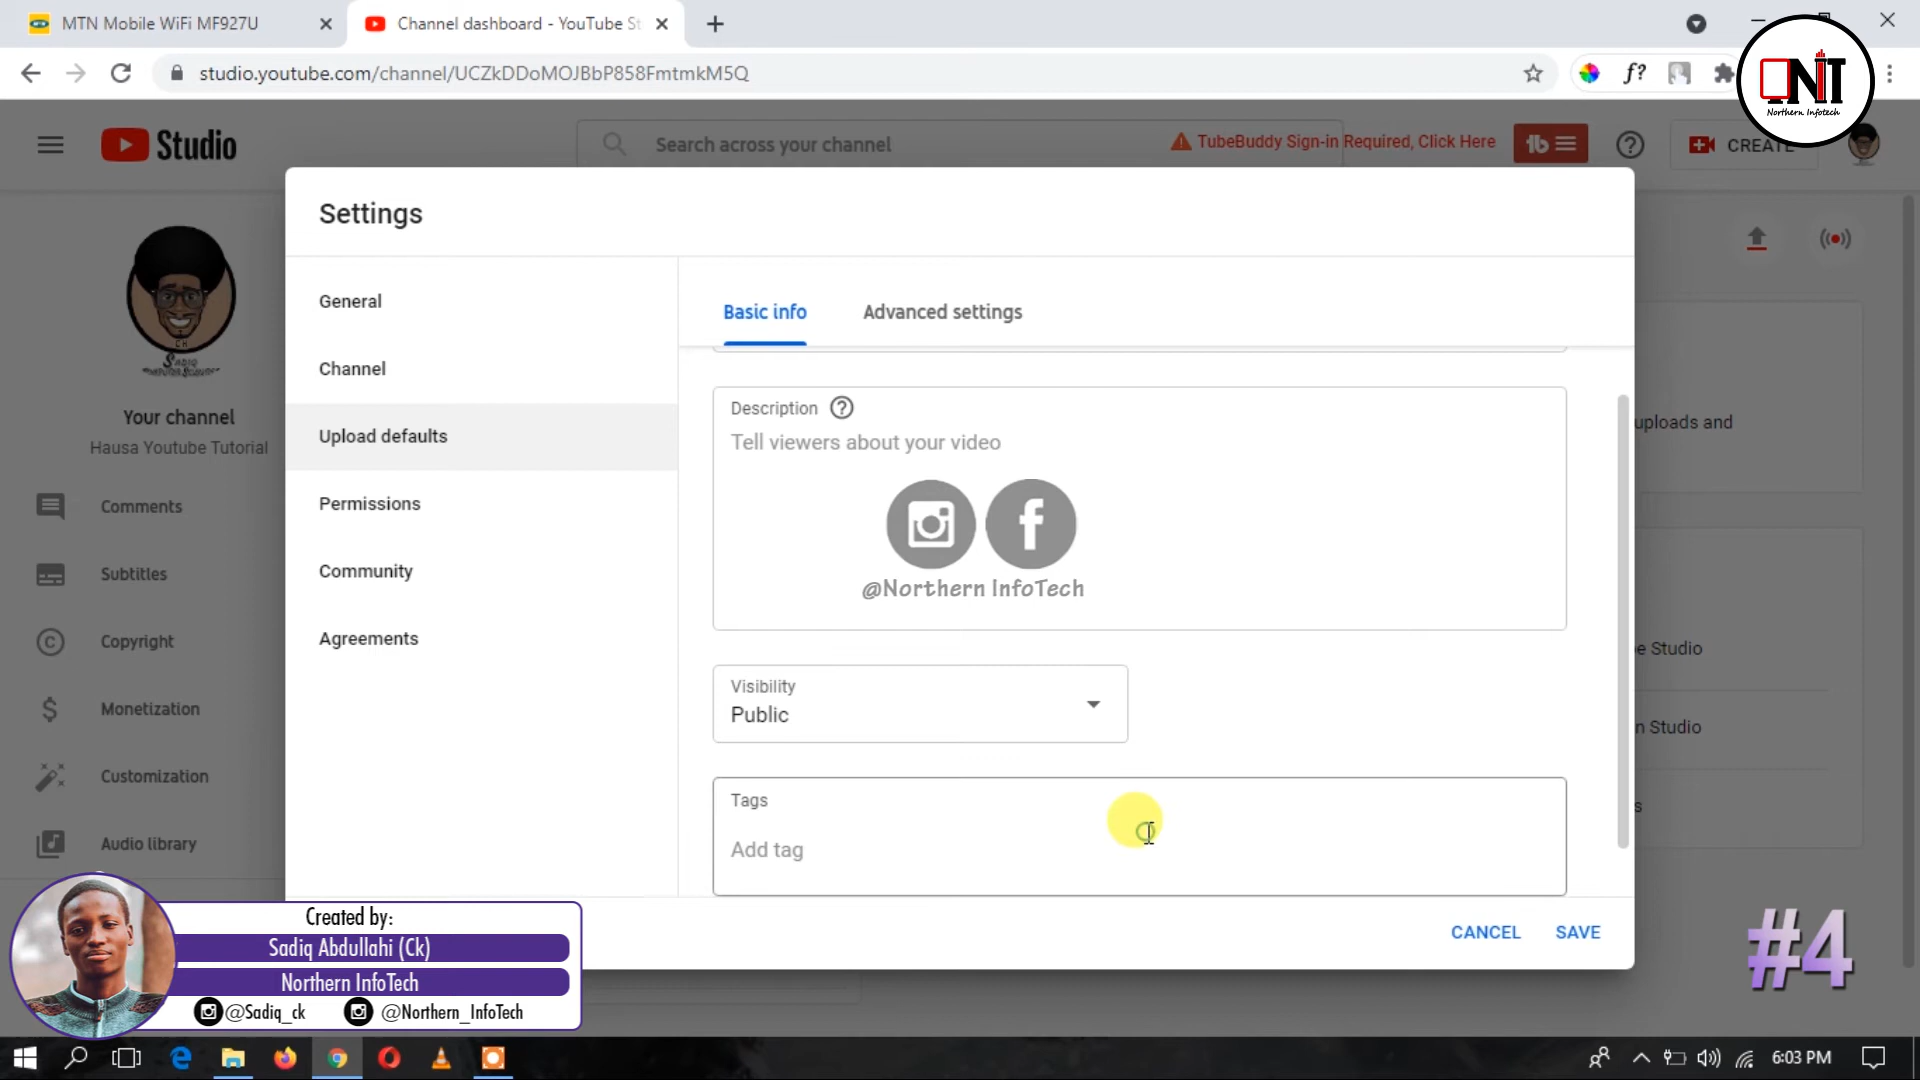 MTN Mobile WiFi MF927U
Channel dashboard - YouTube St
studio.youtube.com/channel/UCZkDDoMOJBbP858FmtmkM5Q
f?
NIT
Northern Infotech
Studio
Search across your channel
TubeBuddy Sign-in Required, Click Here
tb
CREATE
Settings
General
Channel
Upload defaults
Permissions
Community
Agreements
Basic info
Advanced settings
Description
Tell viewers about your video
@Northern InfoTech
Visibility
Public
Tags
Add tag
CANCEL
SAVE
CK
Sadiq
Your channel
Hausa Youtube Tutorial
Comments
Subtitles
Copyright
Monetization
Customization
Audio library
uploads and
e Studio
n Studio
s
Created by:
Sadiq Abdullahi (Ck)
Northern InfoTech
@Sadiq_ck
@Northern_InfoTech
#4
6:03 PM